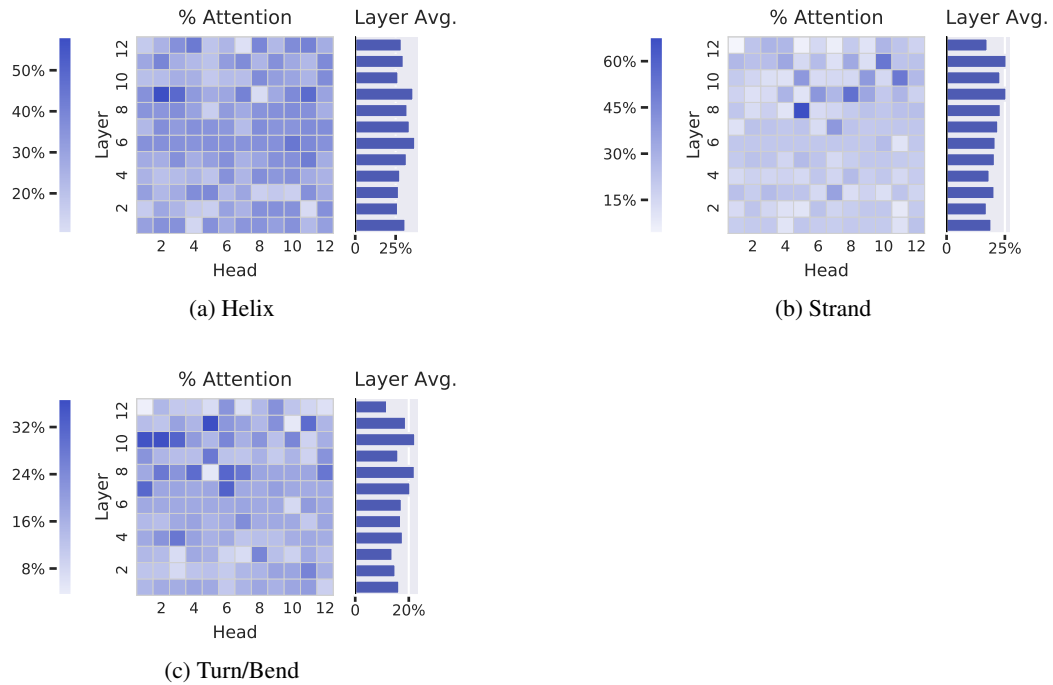 % Attention
Layer Avg.
50%
40%
30%
20%
Layer
12
10
8
6
4
2
2 4 6 8 10 12
Head
0 25%
(a) Helix
% Attention
Layer Avg.
60%
45%
30%
15%
Layer
12
10
8
6
4
2
2 4 6 8 10 12
Head
0 25%
(b) Strand
% Attention
Layer Avg.
32%
24%
16%
8%
Layer
12
10
8
6
4
2
2 4 6 8 10 12
Head
0 20%
(c) Turn/Bend